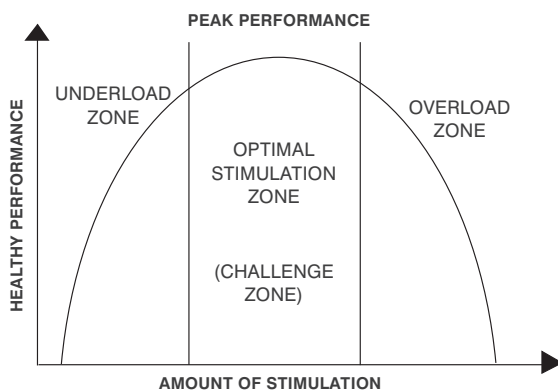 PEAK PERFORMANCE
UNDERLOAD
ZONE
OVERLOAD
ZONE
OPTIMAL
STIMULATION
ZONE
(CHALLENGE
ZONE)
HEALTHY PERFORMANCE
AMOUNT OF STIMULATION